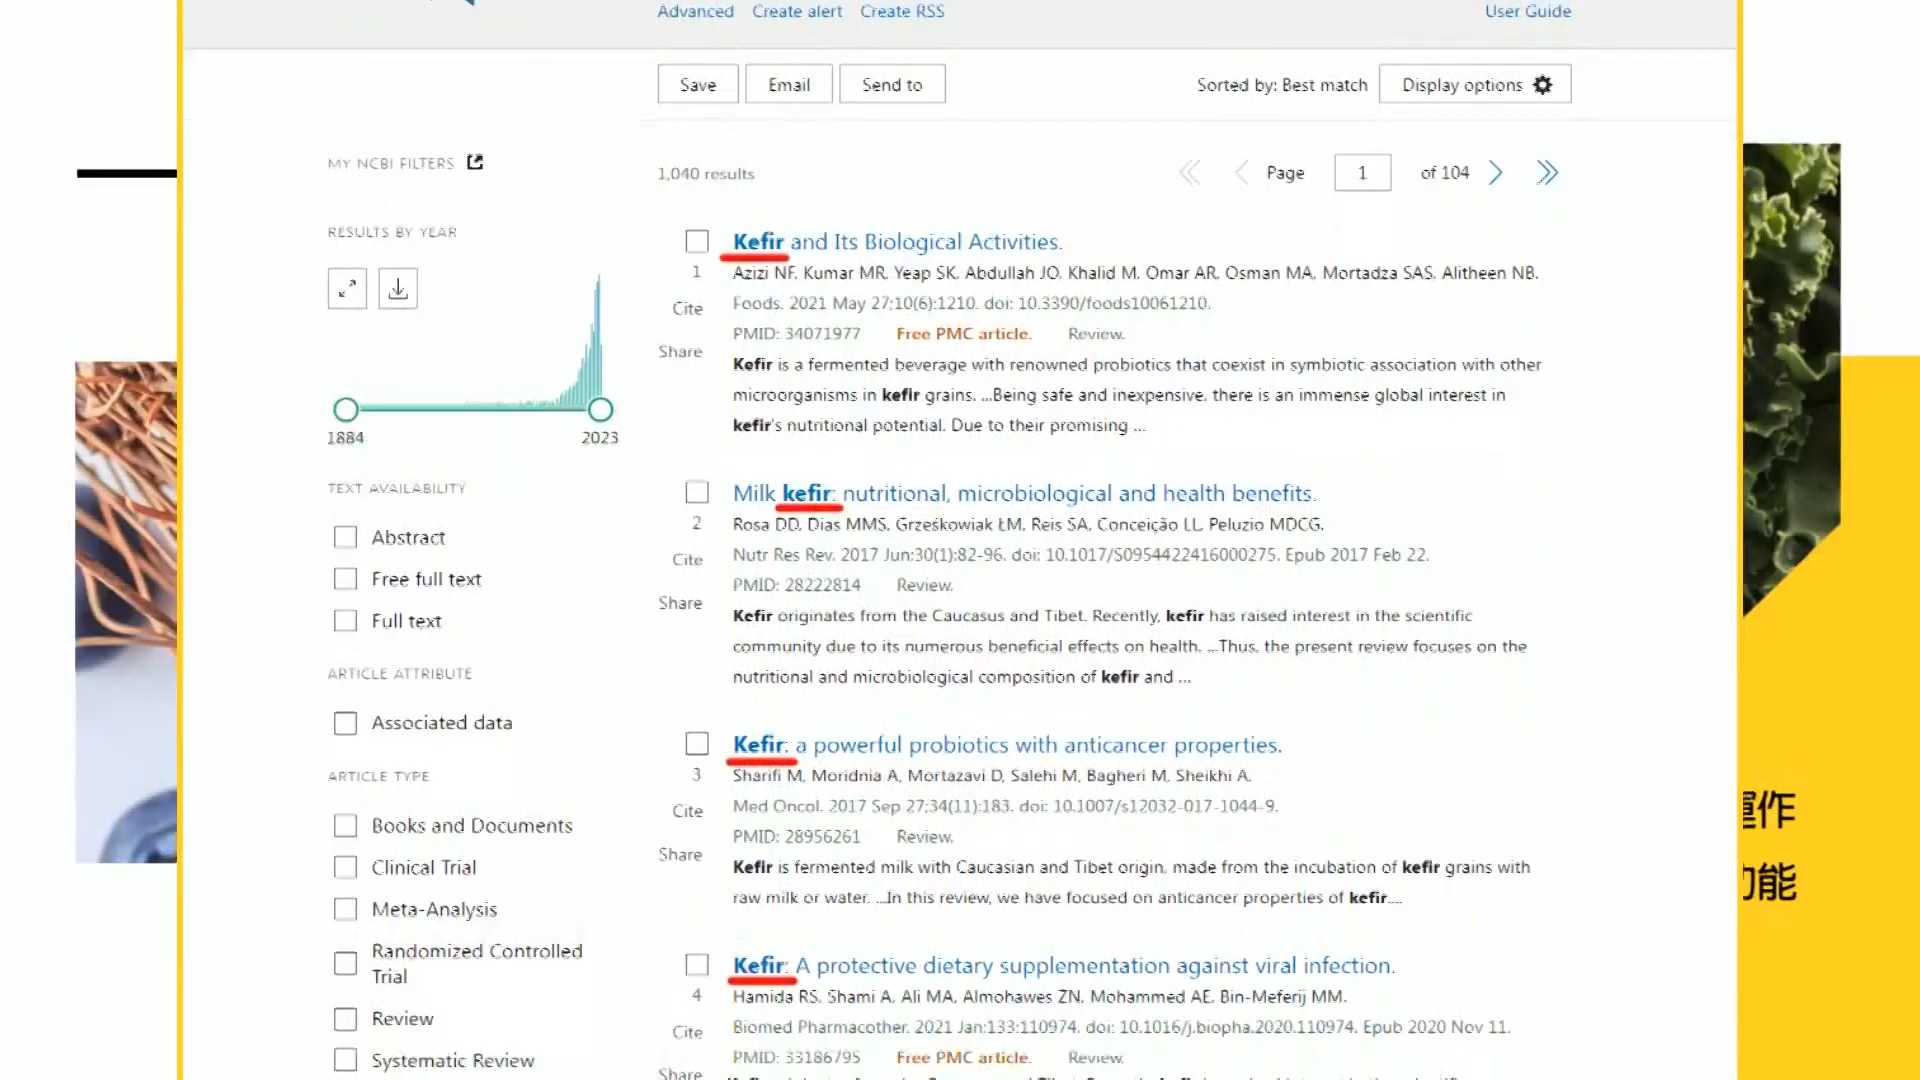 Advanced Create alert Create RSS User Guide
Save Email Send to Sorted by: Best match Display options
MY NCBI FILTERS
1,040 results Page 1 of 104
RESULTS BY YEAR
1884 2023
TEXT AVAILABILITY
Abstract
Free full text
Full text
ARTICLE ATTRIBUTE
Associated data
ARTICLE TYPE
Books and Documents
Clinical Trial
Meta-Analysis
Randomized Controlled
Trial
Review
Systematic Review
Kefir and Its Biological Activities.
1
Azizi NF, Kumar MR, Yeap SK, Abdullah JO, Khalid M, Omar AR, Osman MA, Mortadza SAS, Alitheen NB.
Cite
Foods. 2021 May 27;10(6):1210. doi: 10.3390/foods10061210.
PMID: 34071977 Free PMC article. Review.
Share
Kefir is a fermented beverage with renowned probiotics that coexist in symbiotic association with other
microorganisms in kefir grains. ...Being safe and inexpensive, there is an immense global interest in
kefir's nutritional potential. Due to their promising ...
Milk kefir: nutritional, microbiological and health benefits.
2
Rosa DD, Dias MMS, Grześkowiak ŁM, Reis SA, Conceição LL, Peluzio MDCG.
Cite
Nutr Res Rev. 2017 Jun;30(1):82-96. doi: 10.1017/S0954422416000275. Epub 2017 Feb 22.
PMID: 28222814 Review.
Share
Kefir originates from the Caucasus and Tibet. Recently, kefir has raised interest in the scientific
community due to its numerous beneficial effects on health. ...Thus, the present review focuses on the
nutritional and microbiological composition of kefir and ...
Kefir: a powerful probiotics with anticancer properties.
3
Sharifi M, Moridnia A, Mortazavi D, Salehi M, Bagheri M, Sheikhi A.
Cite
Med Oncol. 2017 Sep 27;34(11):183. doi: 10.1007/s12032-017-1044-9.
PMID: 28956261 Review.
Share
Kefir is fermented milk with Caucasian and Tibet origin, made from the incubation of kefir grains with
raw milk or water. ...In this review, we have focused on anticancer properties of kefir....
Kefir: A protective dietary supplementation against viral infection.
4
Hamida RS, Shami A, Ali MA, Almohawes ZN, Mohammed AE, Bin-Meferij MM.
Cite
Biomed Pharmacother. 2021 Jan;133:110974. doi: 10.1016/j.biopha.2020.110974. Epub 2020 Nov 11.
PMID: 33186795 Free PMC article. Review.
Share
運作
功能